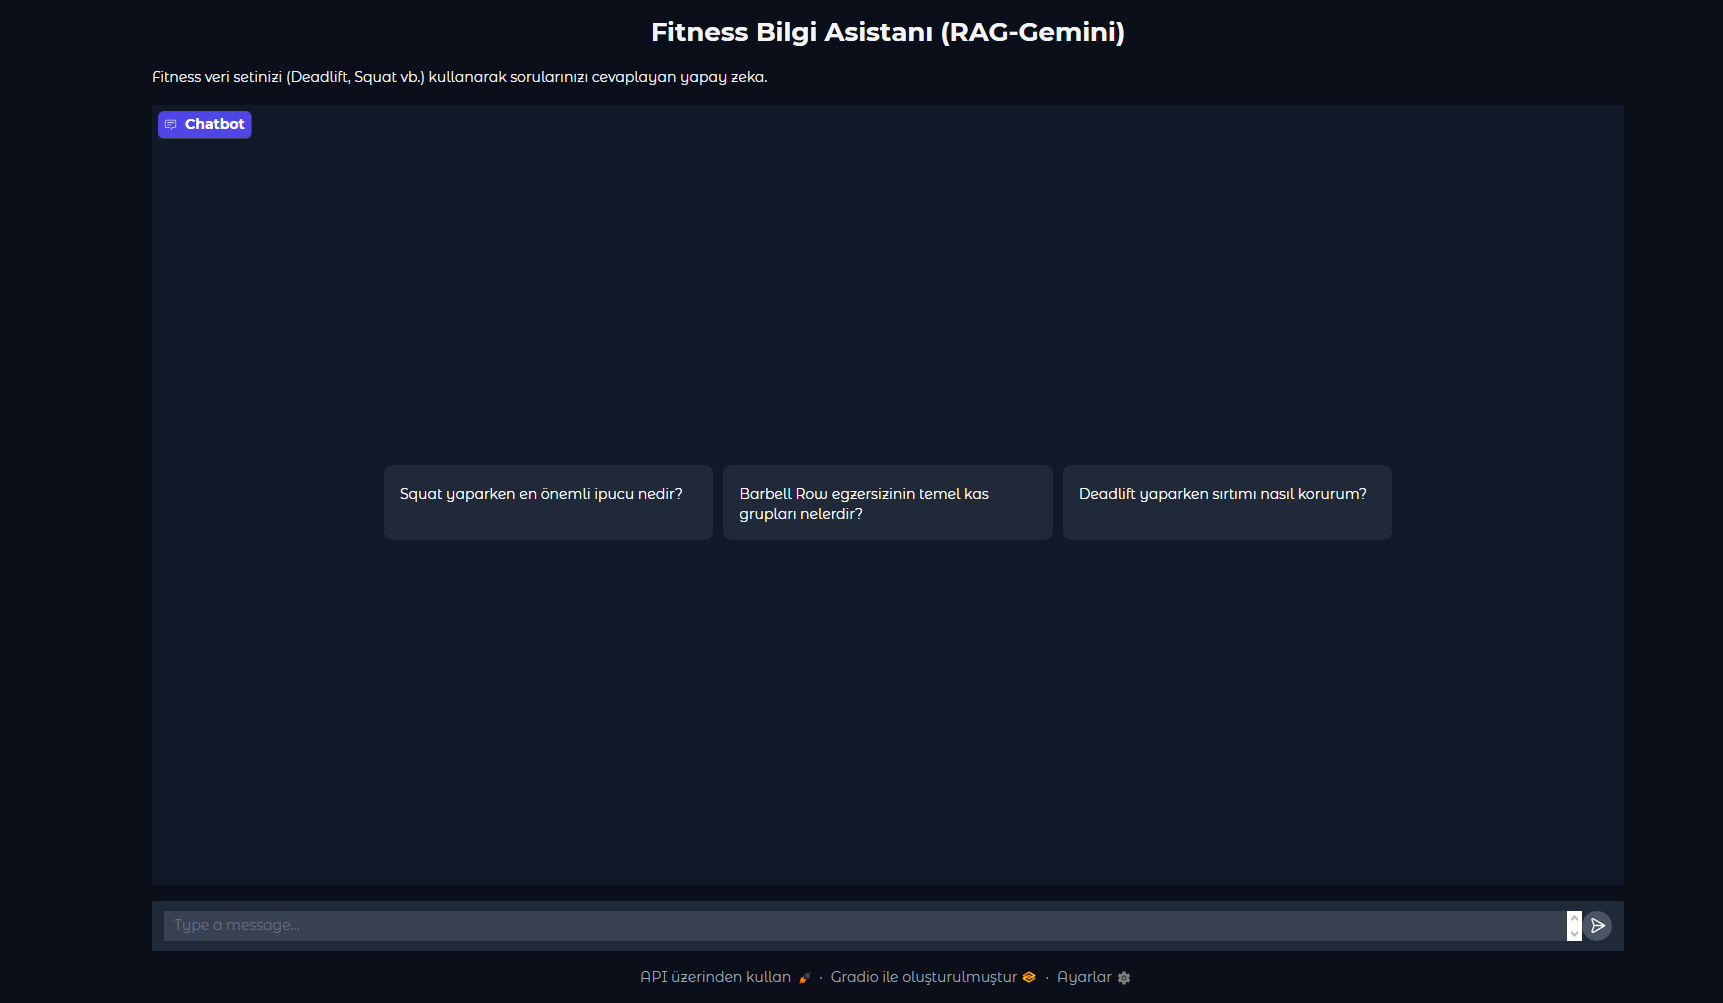 Fitness Bilgi Asistanı (RAG-Gemini)
Fitness veri setinizi (Deadlift, Squat vb.) kullanarak sorularınızı cevaplayan yapay zeka.
Chatbot
Squat yaparken en önemli ipucu nedir?
Barbell Row egzersizinin temel kas
grupları nelerdir?
Deadlift yaparken sırtımı nasıl korurum?
Type a message...
API üzerinden kullan · Gradio ile oluşturulmuştur · Ayarlar